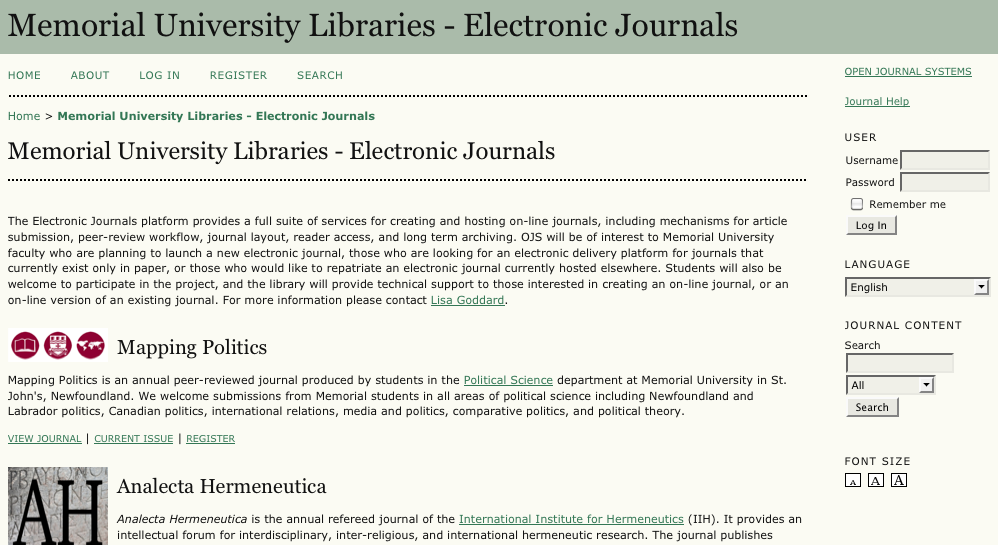 Memorial University Libraries - Electronic Journals
HOME ABOUT LOG IN REGISTER SEARCH
Home > Memorial University Libraries - Electronic Journals
Memorial University Libraries - Electronic Journals
The Electronic Journals platform provides a full suite of services for creating and hosting on-line journals, including mechanisms for article
submission, peer-review workflow, journal layout, reader access, and long term archiving. OJS will be of interest to Memorial University
faculty who are planning to launch a new electronic journal, those who are looking for an electronic delivery platform for journals that
currently exist only in paper, or those who would like to repatriate an electronic journal currently hosted elsewhere. Students will also be
welcome to participate in the project, and the library will provide technical support to those interested in creating an on-line journal, or an
on-line version of an existing journal. For more information please contact Lisa Goddard.
Mapping Politics
Mapping Politics is an annual peer-reviewed journal produced by students in the Political Science department at Memorial University in St.
John's, Newfoundland. We welcome submissions from Memorial students in all areas of political science including Newfoundland and
Labrador politics, Canadian politics, international relations, media and politics, comparative politics, and political theory.
VIEW JOURNAL | CURRENT ISSUE | REGISTER
AH
Analecta Hermeneutica
Analecta Hermeneutica is the annual refereed journal of the International Institute for Hermeneutics (IIH). It provides an
intellectual forum for interdisciplinary, inter-religious, and international hermeneutic research. The journal publishes
OPEN JOURNAL SYSTEMS
Journal Help
USER
Username
Password
Remember me
Log In
LANGUAGE
English
JOURNAL CONTENT
Search
All
Search
FONT SIZE
A A A